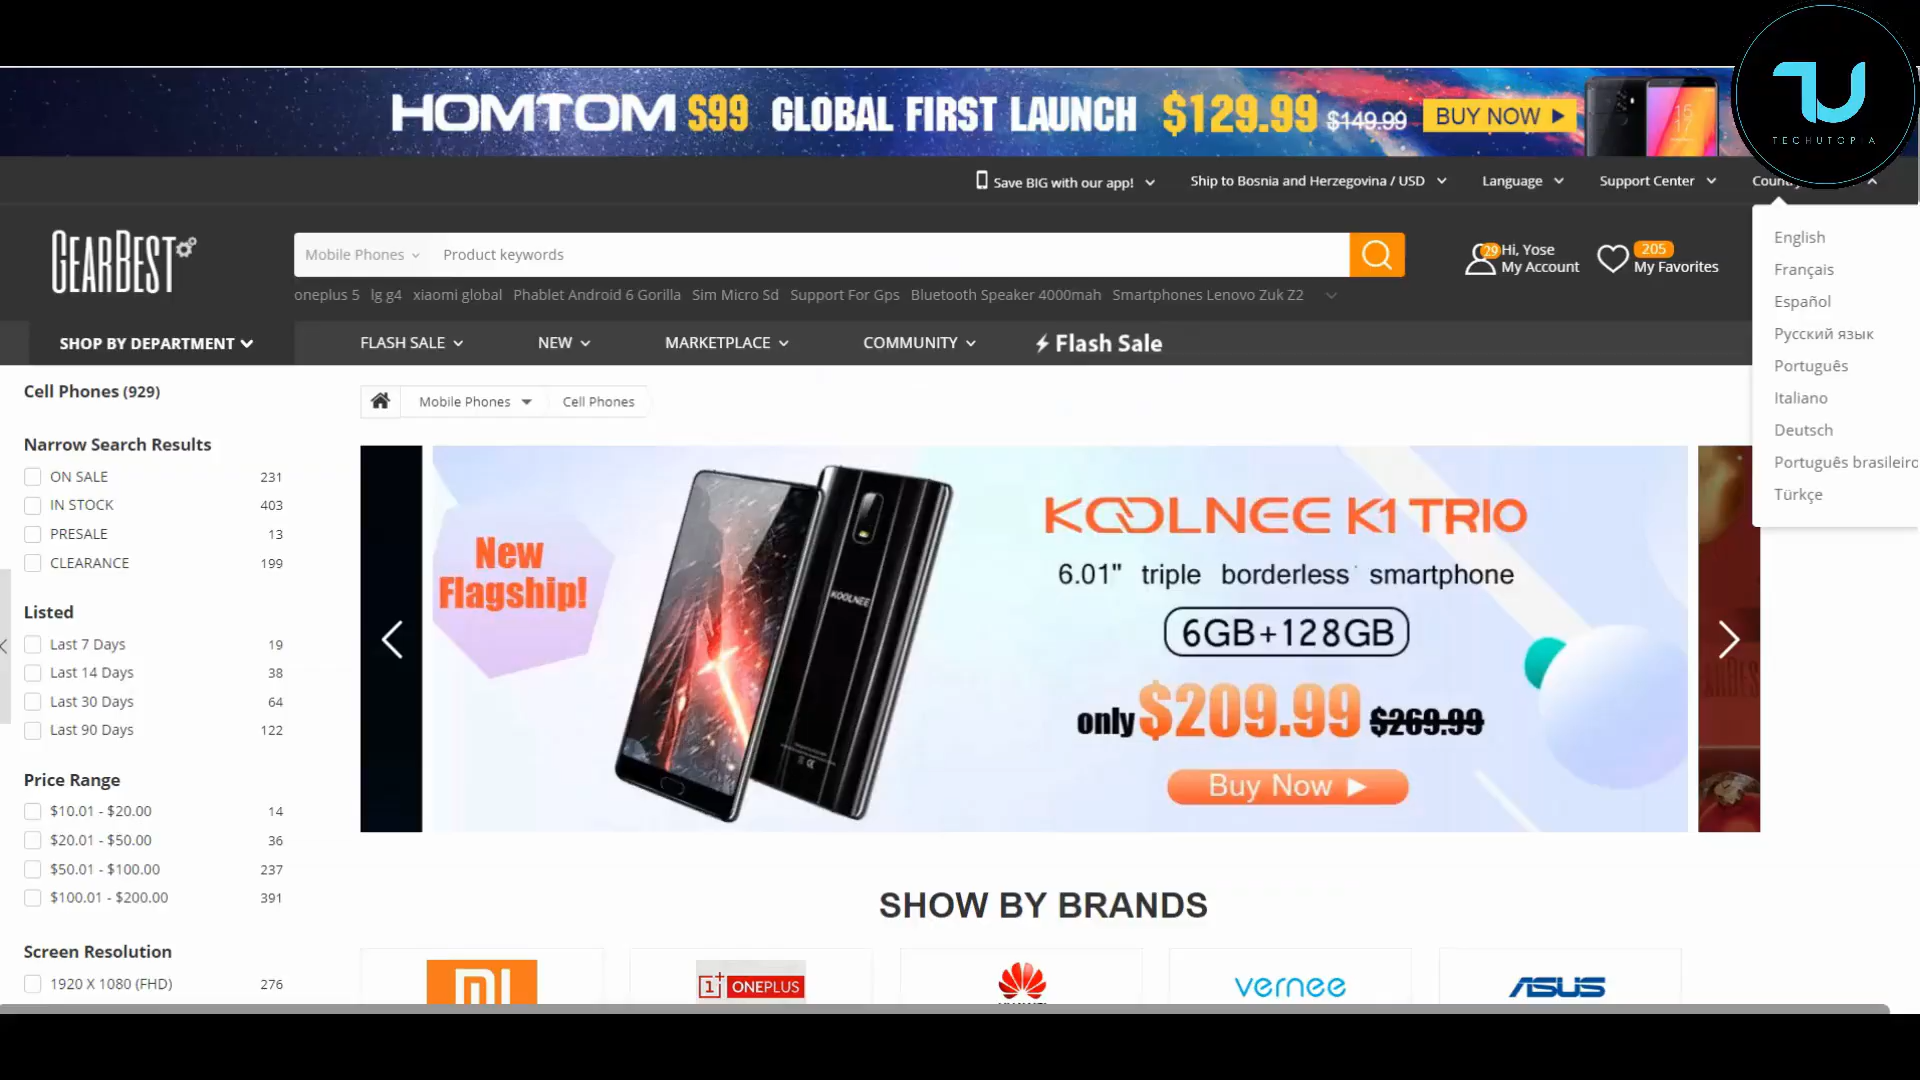 HOMTOM S99 GLOBAL FIRST LAUNCH $129.99 $149.99 BUY NOW
TU
TECHUTOPIA
Save BIG with our app! Ship to Bosnia and Herzegovina / USD Language Support Center
GEARBEST
Mobile Phones Product keywords
29 Hi, Yose
My Account
205
My Favorites
oneplus 5 lg g4 xiaomi global Phablet Android 6 Gorilla Sim Micro Sd Support For Gps Bluetooth Speaker 4000mah Smartphones Lenovo Zuk Z2
English
Français
Español
Русский язык
Português
Italiano
Deutsch
Português brasileiro
Türkçe
SHOP BY DEPARTMENT FLASH SALE NEW MARKETPLACE COMMUNITY Flash Sale
Cell Phones (929)
Narrow Search Results
ON SALE 231
IN STOCK 403
PRESALE 13
CLEARANCE 199
Listed
Last 7 Days 19
Last 14 Days 38
Last 30 Days 64
Last 90 Days 122
Price Range
$10.01 - $20.00 14
$20.01 - $50.00 36
$50.01 - $100.00 237
$100.01 - $200.00 391
Screen Resolution
1920 X 1080 (FHD) 276
Mobile Phones Cell Phones
New
Flagship!
KOOLNEE
KOOLNEE K1 TRIO
6.01" triple borderless smartphone
6GB+128GB
only $209.99 $269.99
Buy Now
SHOW BY BRANDS
MI
1+ ONEPLUS
vernee
ASUS